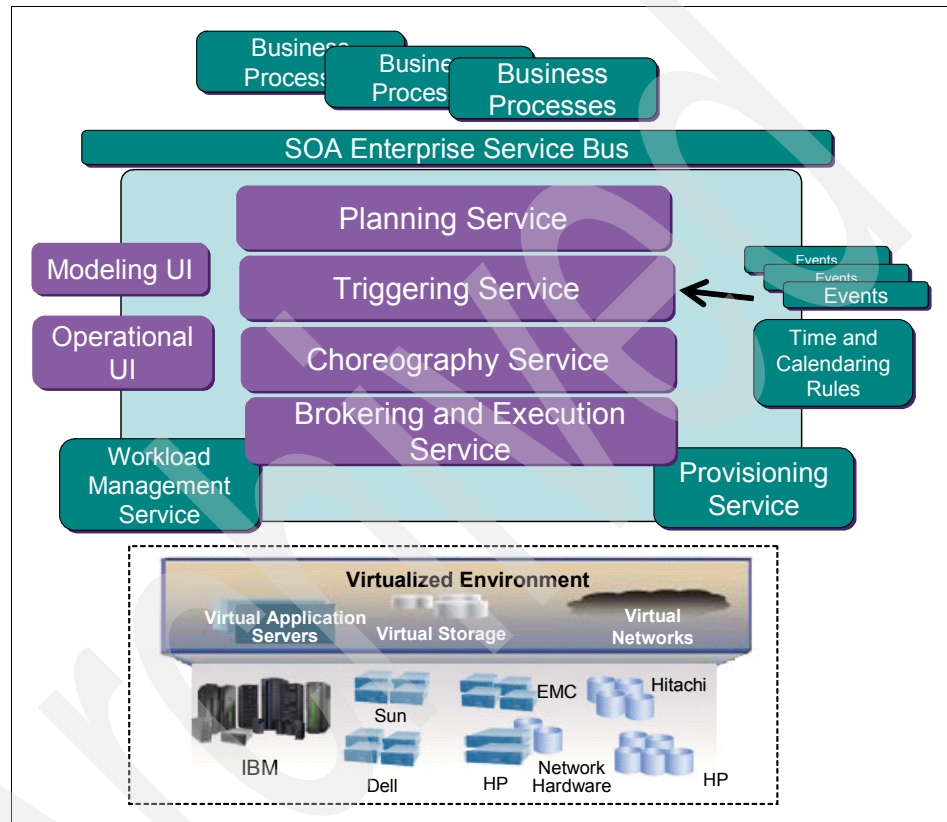 Business
Process
Busine
Process
Business
Processes
SOA Enterprise Service Bus
Planning Service
Modeling UI
Triggering Service
Events
Events
Events
Operational
UI
Choreography Service
Time and
Calendaring
Rules
Brokering and Execution
Service
Workload
Management
Service
Provisioning
Service
Virtualized Environment
Virtual Application
Servers
Virtual Storage
Virtual
Networks
IBM
Sun
EMC
Hitachi
Dell
HP
Network
Hardware
HP
Archived